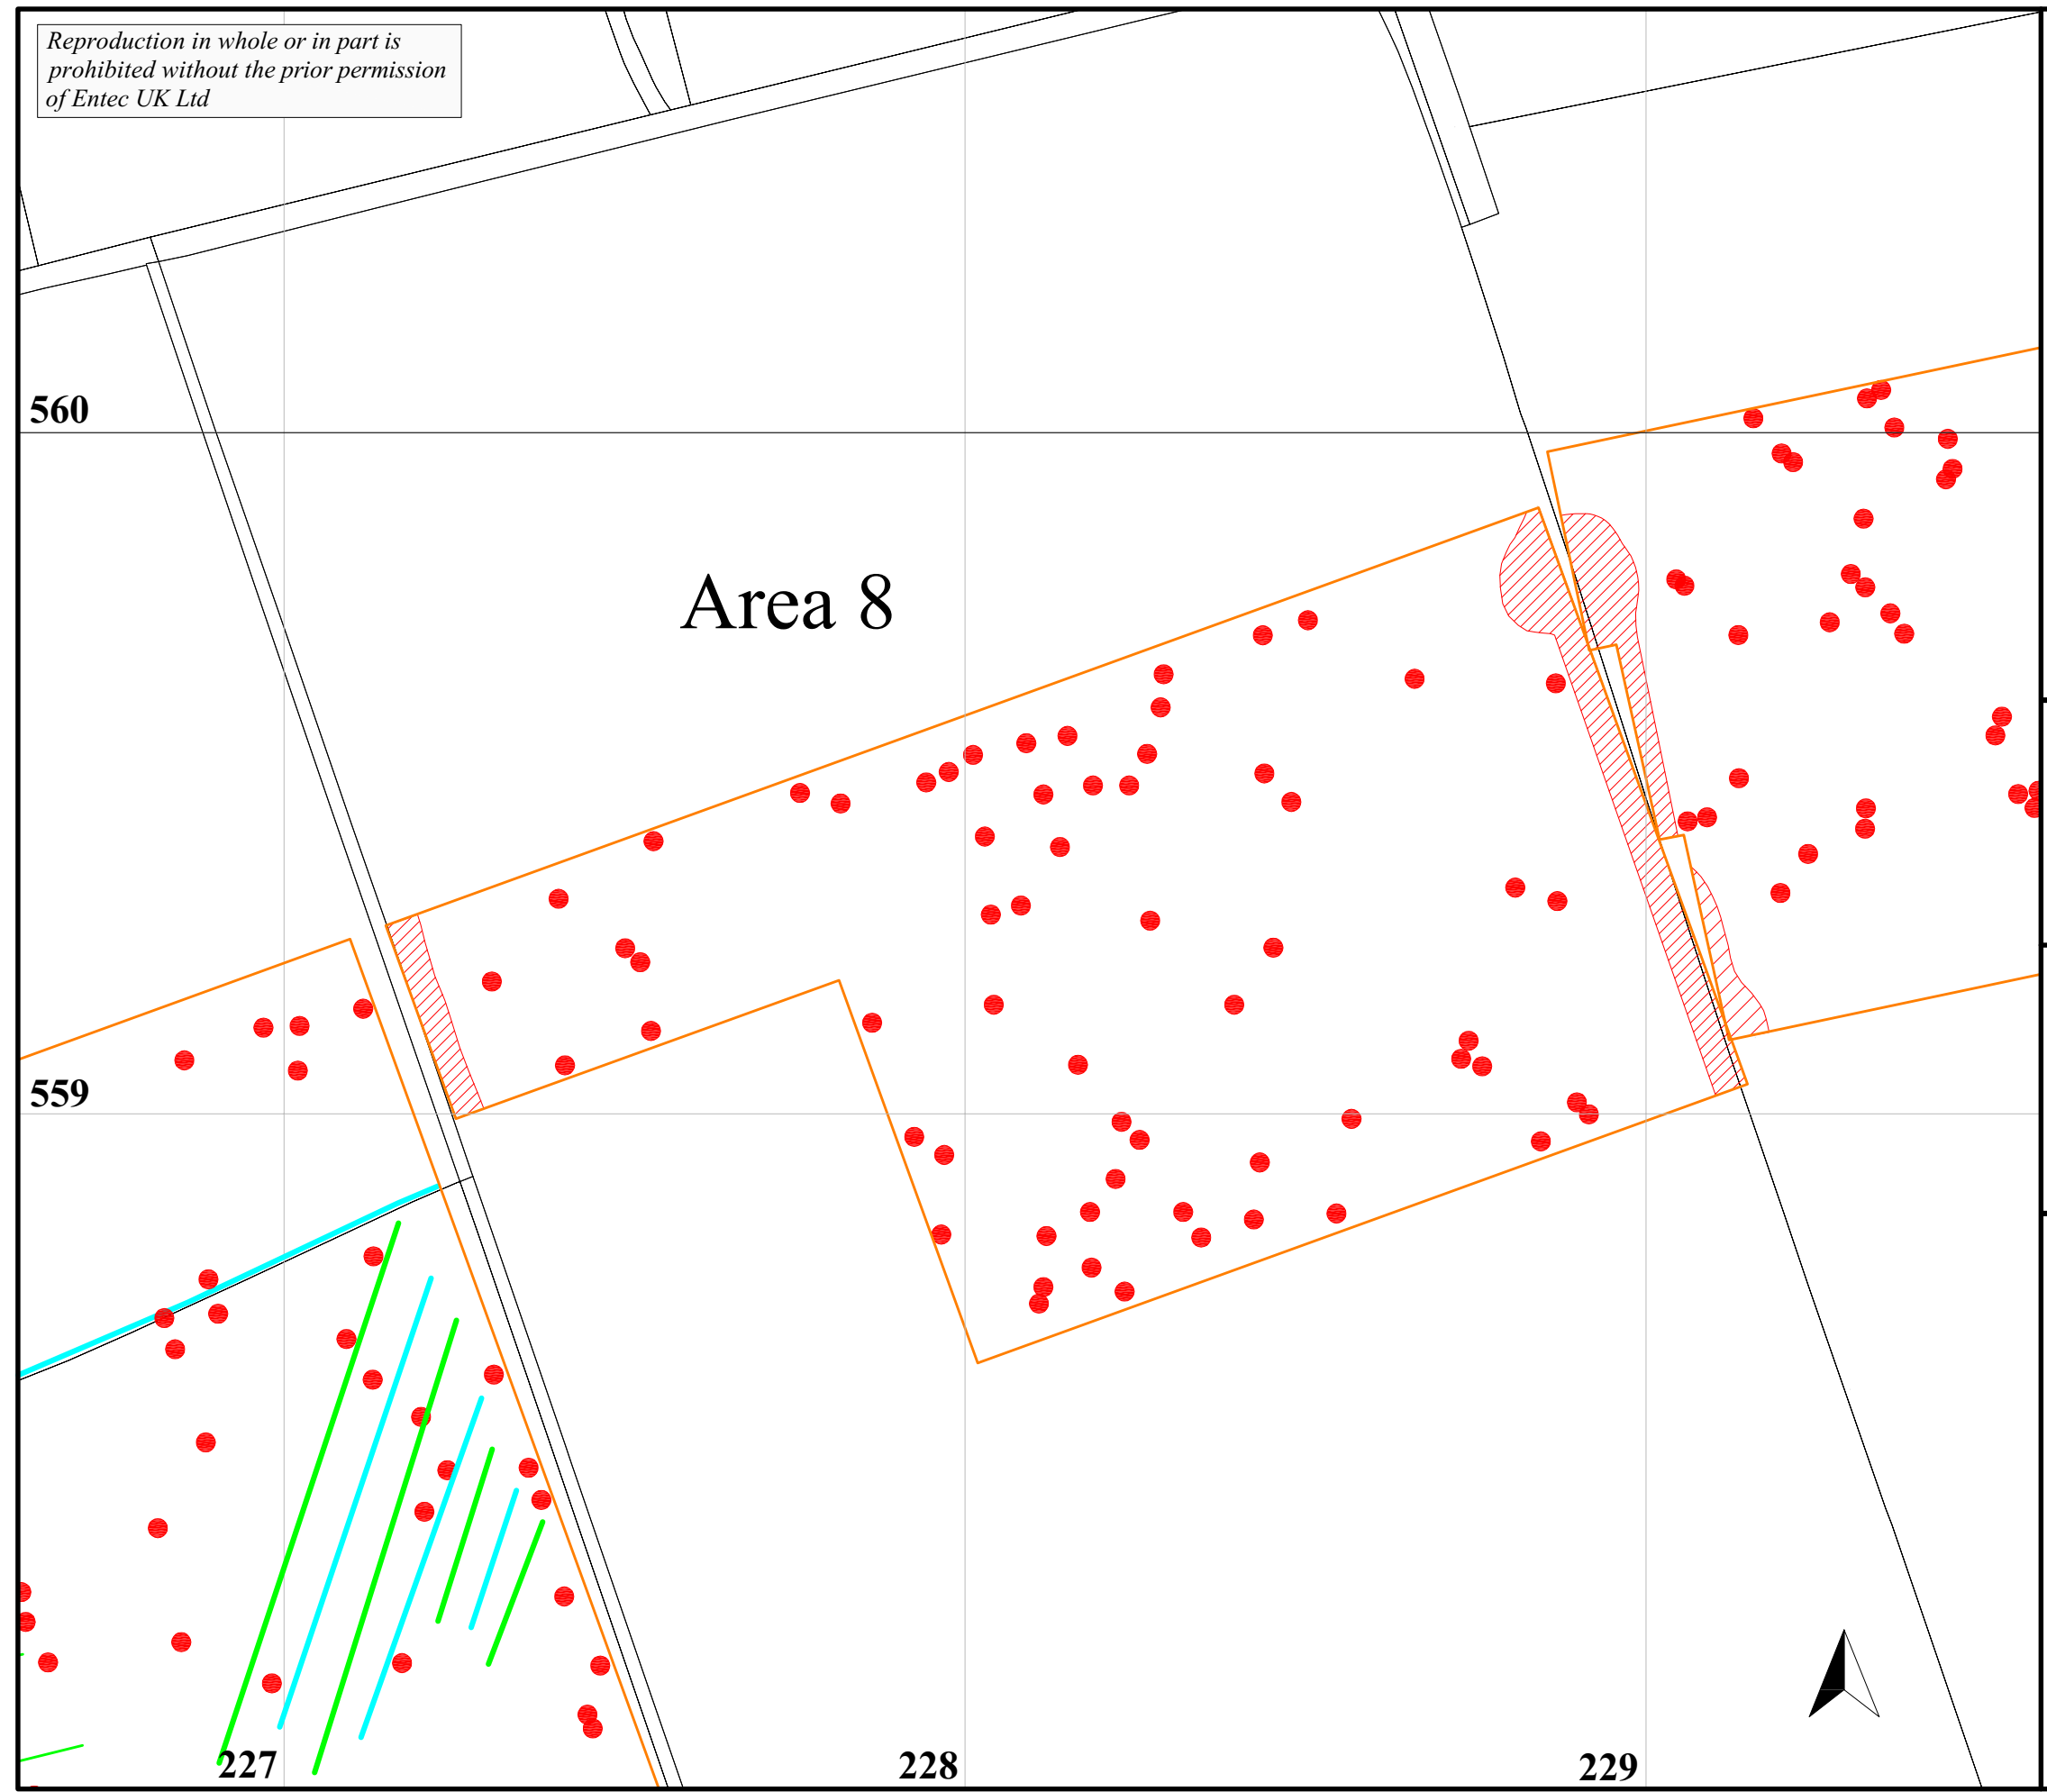 Reproduction in whole or in part is
prohibited without the prior permission
of Entec UK Ltd
560
Area 8
559
227
228
229